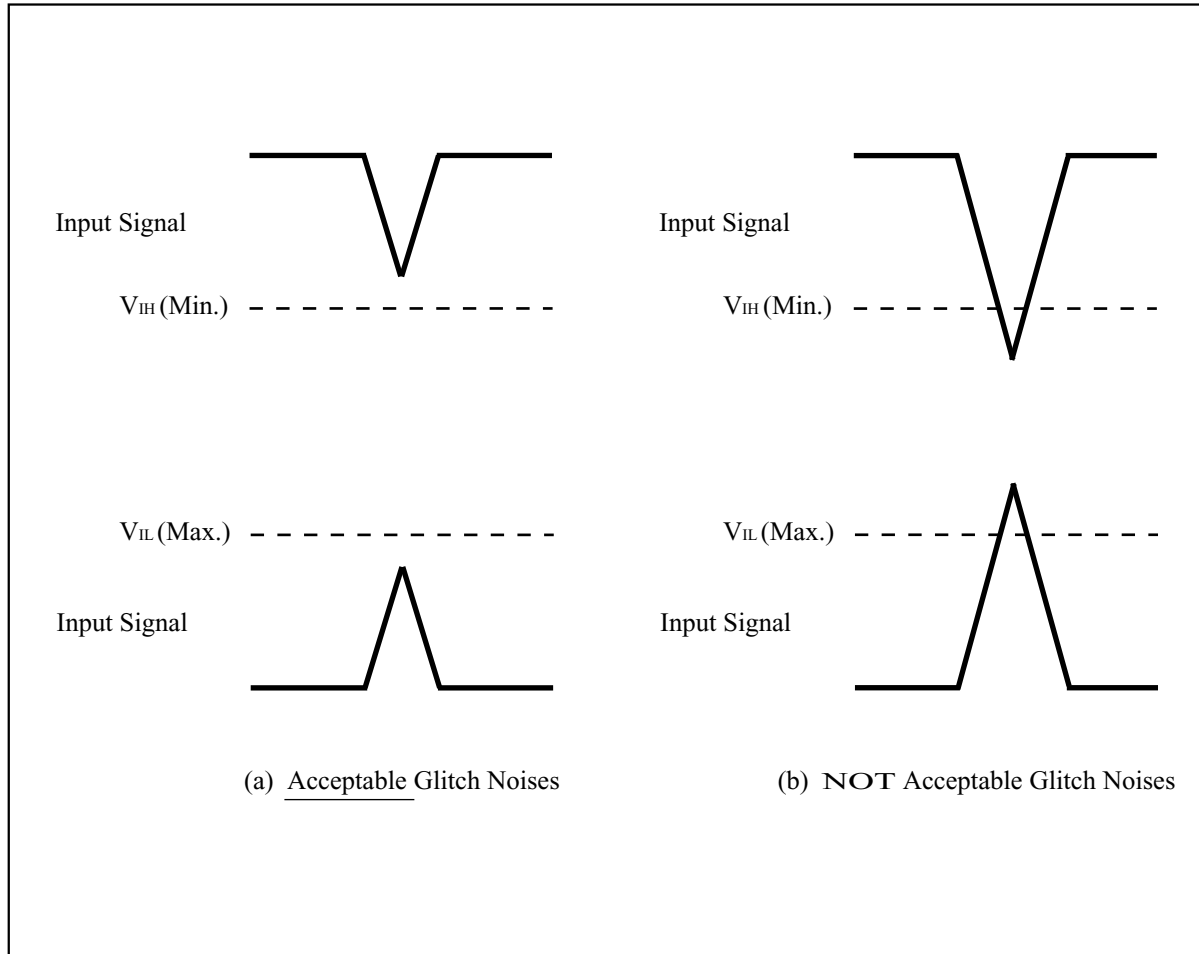 Input Signal
VIH (Min.)
VIL (Max.)
Input Signal
(a) Acceptable Glitch Noises
Input Signal
VIH (Min.)
VIL (Max.)
Input Signal
(b) NOT Acceptable Glitch Noises